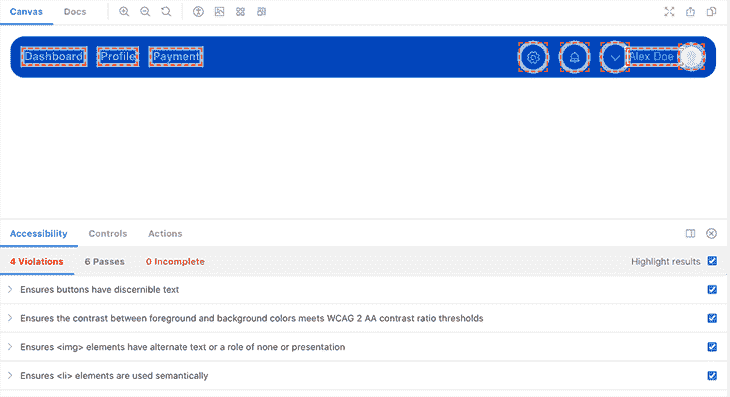 Canvas Docs
Dashboard Profile Payment Alex Doe
Accessibility Controls Actions
4 Violations 6 Passes 0 Incomplete Highlight results
Ensures buttons have discernible text
Ensures the contrast between foreground and background colors meets WCAG 2 AA contrast ratio thresholds
Ensures <img> elements have alternate text or a role of none or presentation
Ensures <li> elements are used semantically